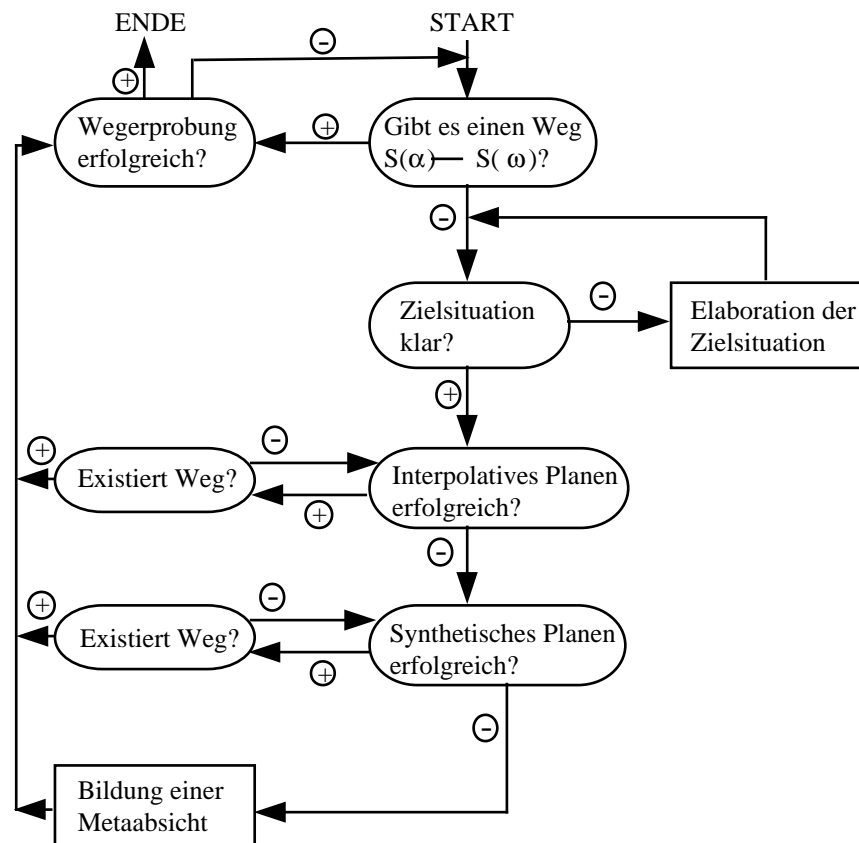 ENDE
START
−
+
Wegerprobung
erfolgreich?
+
Gibt es einen Weg
S(α) — S( ω)?
−
Zielsituation
klar?
−
Elaboration der
Zielsituation
+
+
Existiert Weg?
−
+
Interpolatives Planen
erfolgreich?
−
+
Existiert Weg?
−
+
Synthetisches Planen
erfolgreich?
−
Bildung einer
Metaabsicht